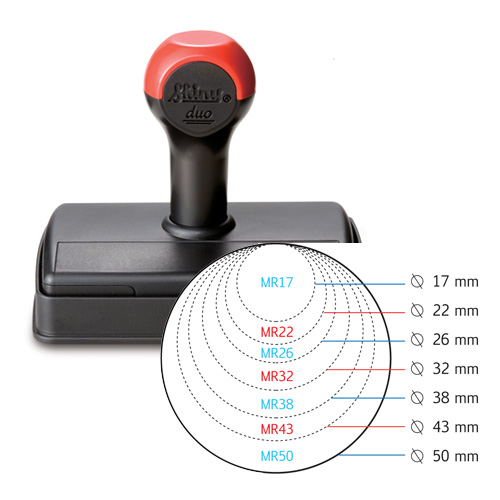 Shiny®
duo
MR17
MR22
MR26
MR32
MR38
MR43
MR50
∅ 17 mm
∅ 22 mm
∅ 26 mm
∅ 32 mm
∅ 38 mm
∅ 43 mm
∅ 50 mm